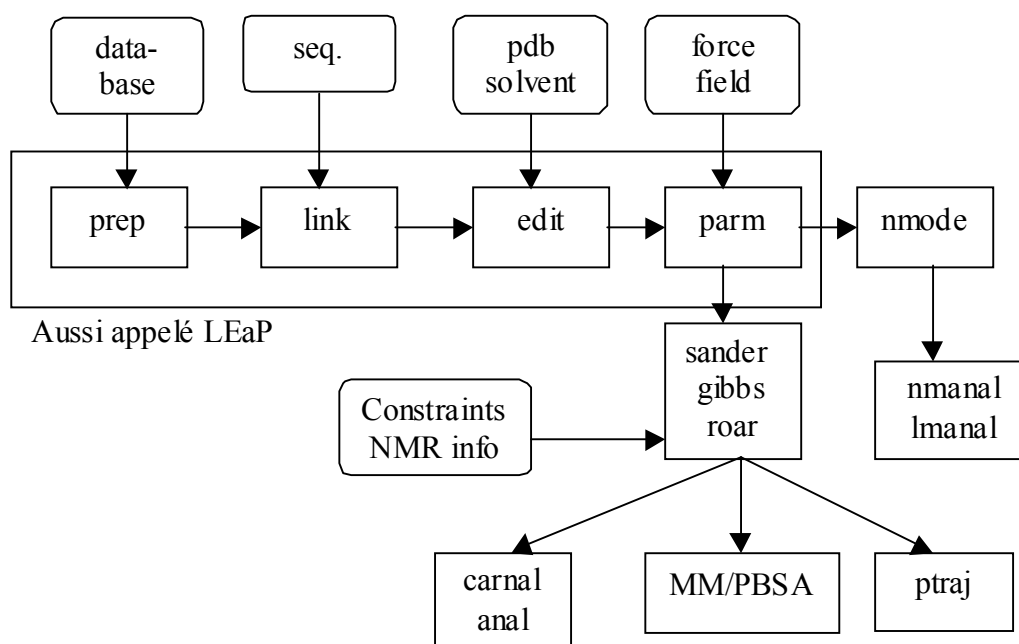 data-
base
seq.
pdb
solvent
force
field
prep
link
edit
parm
nmode
Aussi appelé LEaP
sander
gibbs
roar
nmanal
lmanal
Constraints
NMR info
carnal
anal
MM/PBSA
ptraj